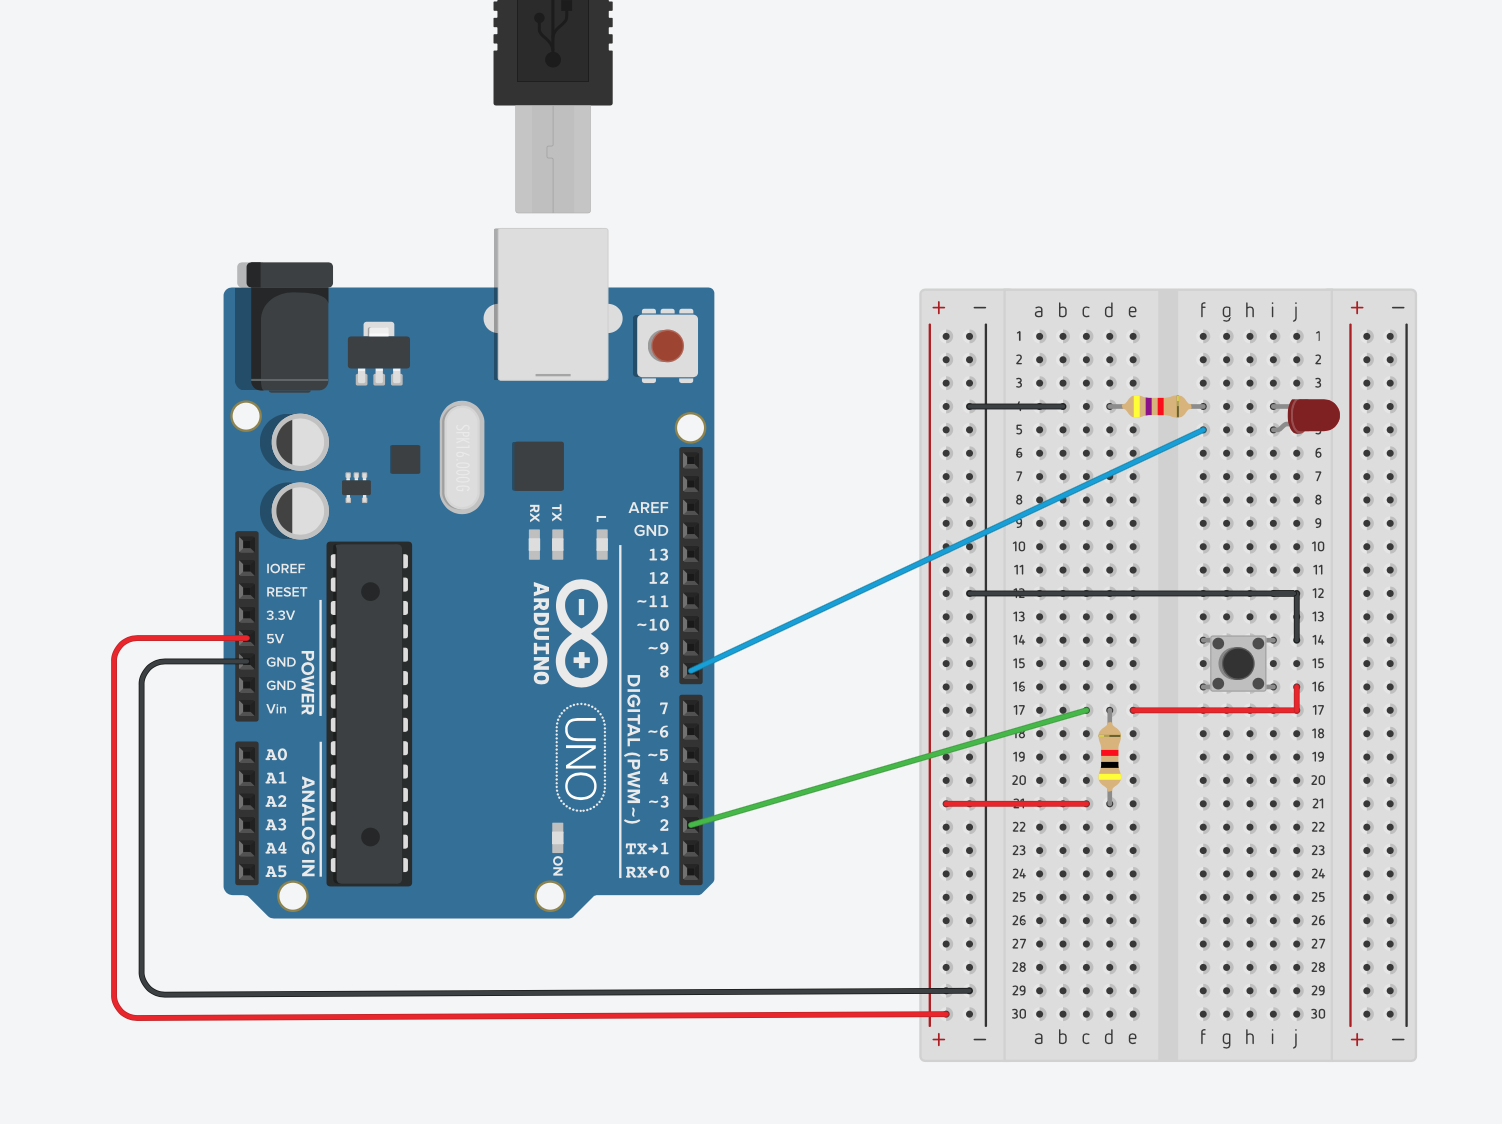 + − a b c d e f g h i j + −
1 1
2 2
3 3
4
5 5
6 6
7 7
8 8
9 9
10 10
11 11
12 12
13 13
14 14
15 15
16 16
17 17
18 18
19 19
20 20
21 21
22 22
23 23
24 24
25 25
26 26
27 27
28 28
29 29
30 30
+ − a b c d e f g h i j + −
SPK16.000G
RX TX L
AREF
GND
13
12
~11
~10
~9
8
7
~6
~5
4
~3
2
TX→1
RX←0
DIGITAL (PWM ~)
ARDUINO
UNO
ON
IOREF
RESET
3.3V
5V
GND
GND
Vin
POWER
A0
A1
A2
A3
A4
A5
ANALOG IN